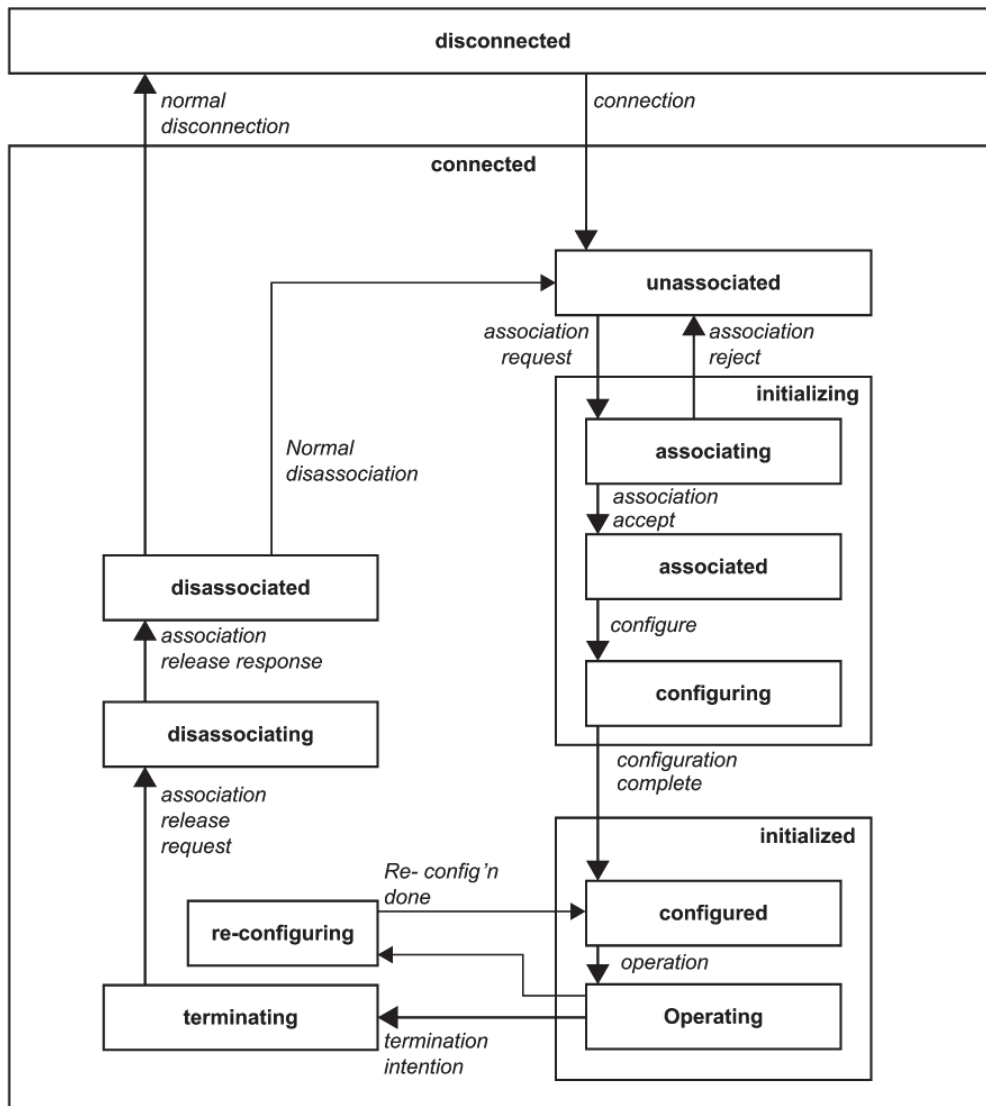 disconnected
normal
disconnection
connection
connected
unassociated
association
request
association
reject
initializing
associating
Normal
disassociation
association
accept
associated
disassociated
configure
association
release response
configuring
disassociating
configuration
complete
association
release
request
initialized
Re- config'n
done
configured
re-configuring
operation
terminating
Operating
termination
intention